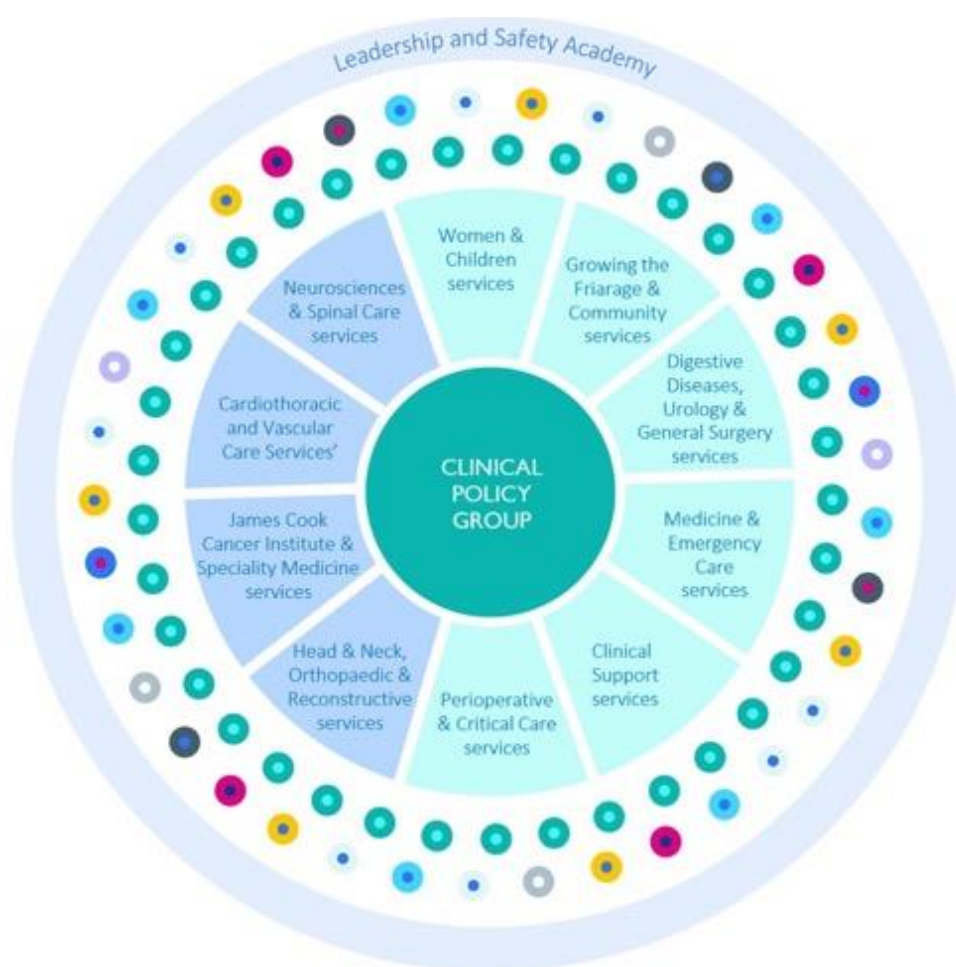 Leadership and Safety Academy
Women &
Children
services
Growing the
Friarage &
Community
services
Digestive
Diseases,
Urology &
General Surgery
services
Medicine &
Emergency
Care
services
Clinical
Support
services
Perioperative
& Critical Care
services
Head & Neck,
Orthopaedic &
Reconstructive
services
James Cook
Cancer Institute &
Speciality Medicine
services
Cardiothoracic
and Vascular
Care Services'
Neurosciences
& Spinal Care
services
CLINICAL
POLICY
GROUP